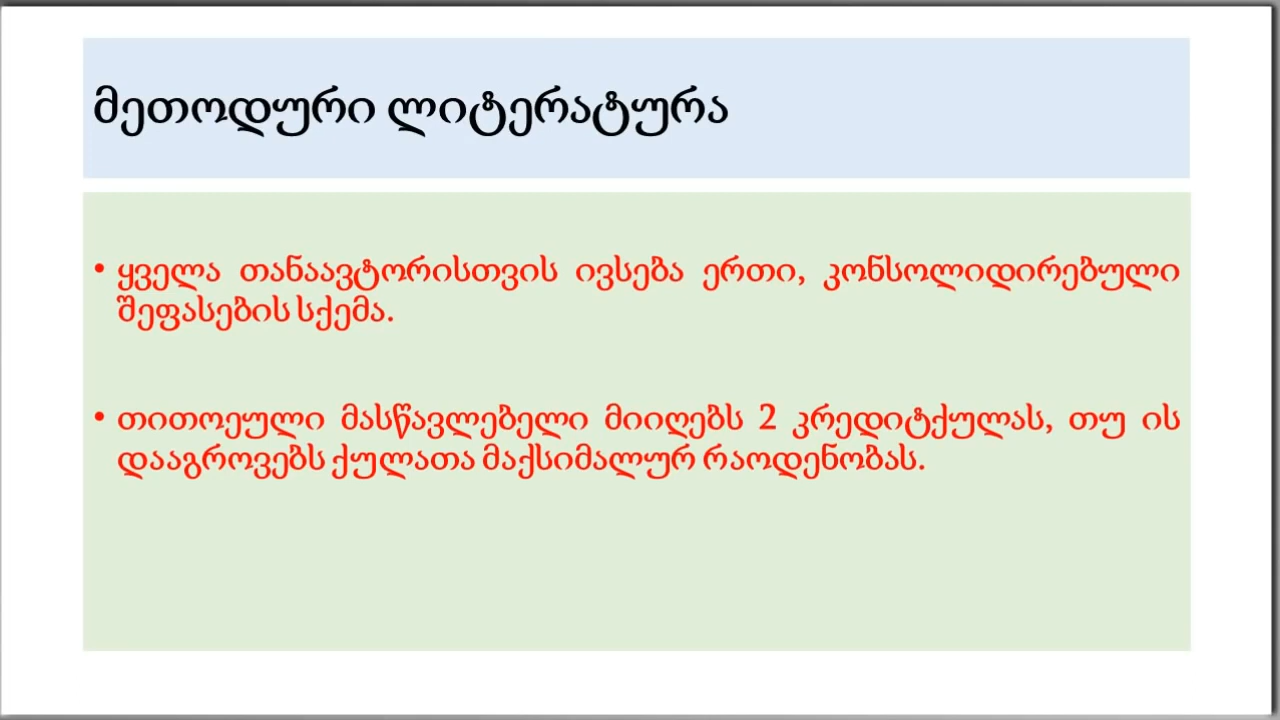 მეთოდური ლიტერატურა
• ყველა თანაავტორისთვის ივსება ერთი, კონსოლიდირებული
შეფასების სქემა.
• თითოეული მასწავლებელი მიიღებს 2 კრედიტქულას, თუ ის
დააგროვებს ქულათა მაქსიმალურ რაოდენობას.